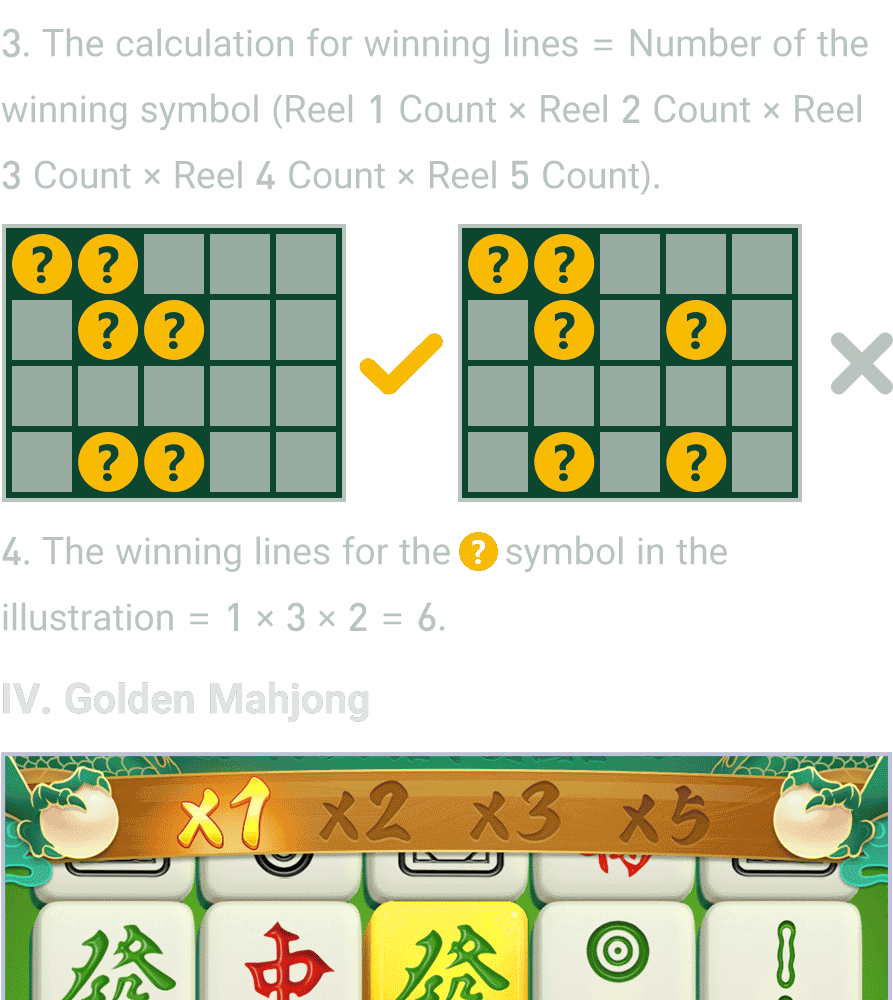 3. The calculation for winning lines = Number of the
winning symbol (Reel 1 Count × Reel 2 Count × Reel
3 Count × Reel 4 Count × Reel 5 Count).
? ? ? ?
? ? ? ?
? ? ? ?
4. The winning lines for the ? symbol in the
illustration = 1 × 3 × 2 = 6.
IV. Golden Mahjong
x1 x2 x3 x5
發 中 發